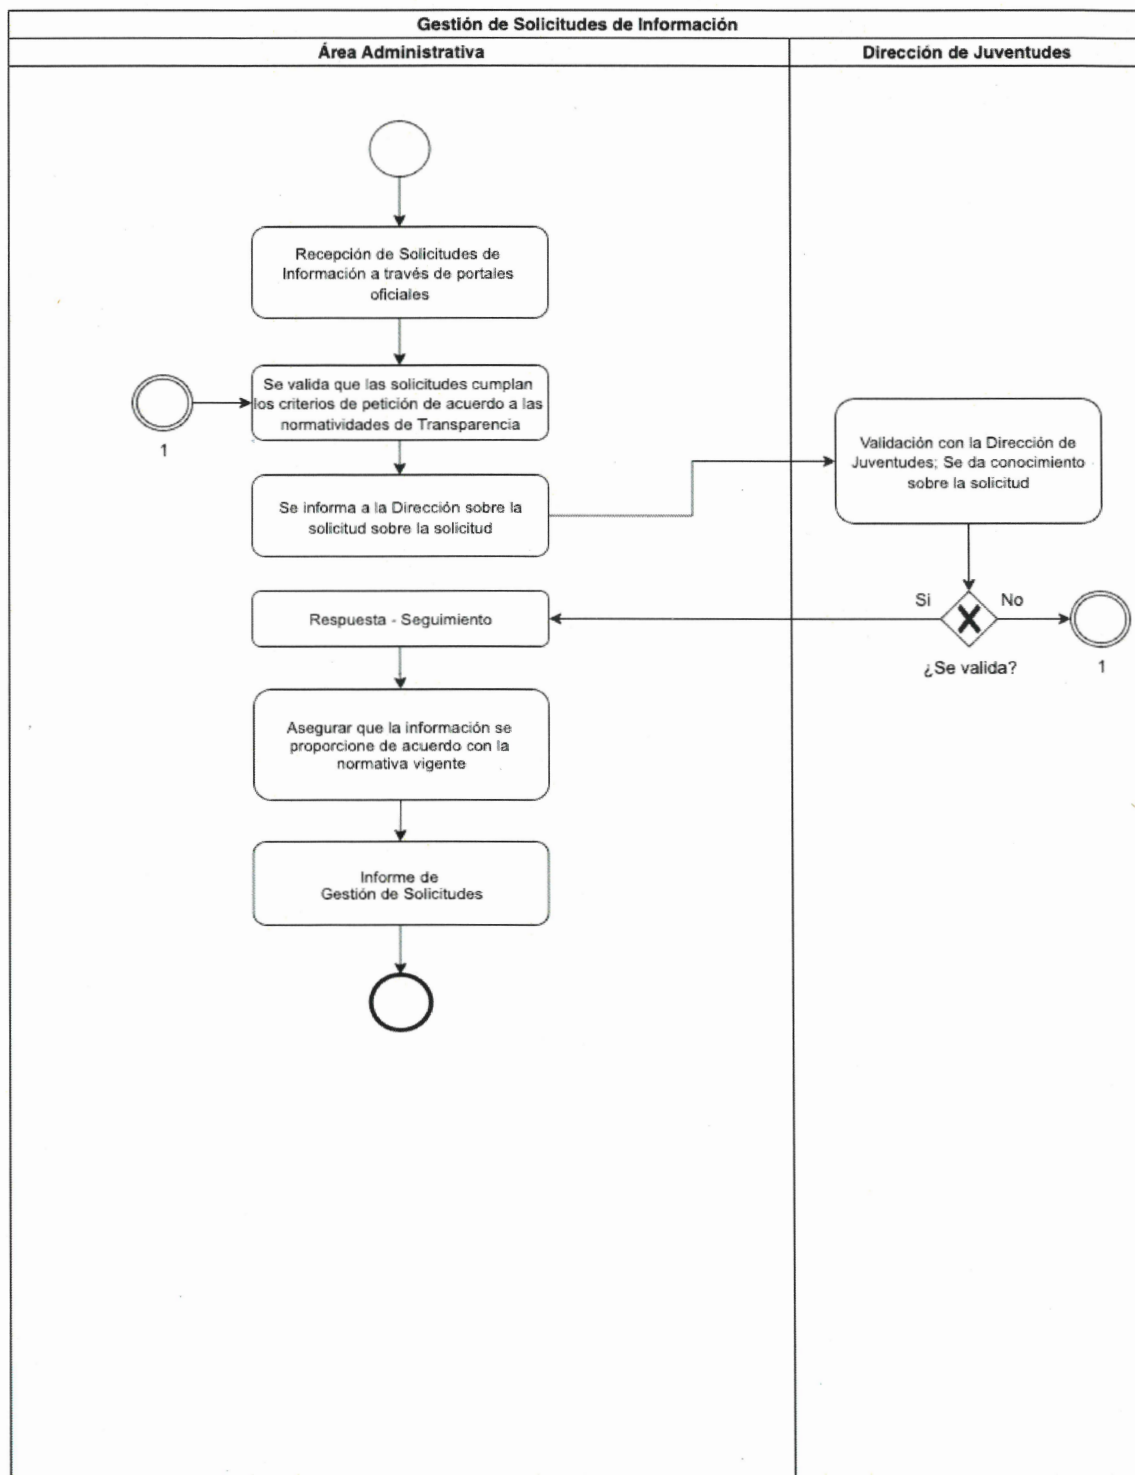 Gestión de Solicitudes de Información
Área Administrativa
Dirección de Juventudes
Recepción de Solicitudes de
Información a través de portales
oficiales
Se valida que las solicitudes cumplan
los criterios de petición de acuerdo a las
normatividades de Transparencia
1
Se informa a la Dirección sobre la
solicitud sobre la solicitud
Validación con la Dirección de
Juventudes; Se da conocimiento
sobre la solicitud
Si
No
¿Se valida?
1
Respuesta - Seguimiento
Asegurar que la información se
proporcione de acuerdo con la
normativa vigente
Informe de
Gestión de Solicitudes